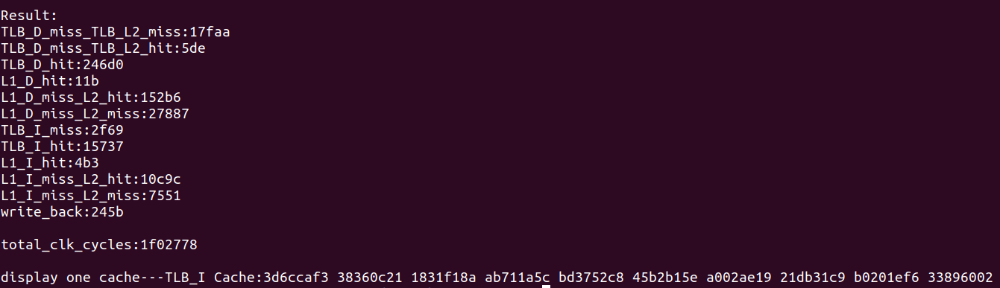 Result:
TLB_D_miss_TLB_L2_miss:17faa
TLB_D_miss_TLB_L2_hit:5de
TLB_D_hit:246d0
L1_D_hit:11b
L1_D_miss_L2_hit:152b6
L1_D_miss_L2_miss:27887
TLB_I_miss:2f69
TLB_I_hit:15737
L1_I_hit:4b3
L1_I_miss_L2_hit:10c9c
L1_I_miss_L2_miss:7551
write_back:245b
total_clk_cycles:1f02778
display one cache---TLB_I Cache:3d6ccaf3 38360c21 1831f18a ab711a5c bd3752c8 45b2b15e a002ae19 21db31c9 b0201ef6 33896002